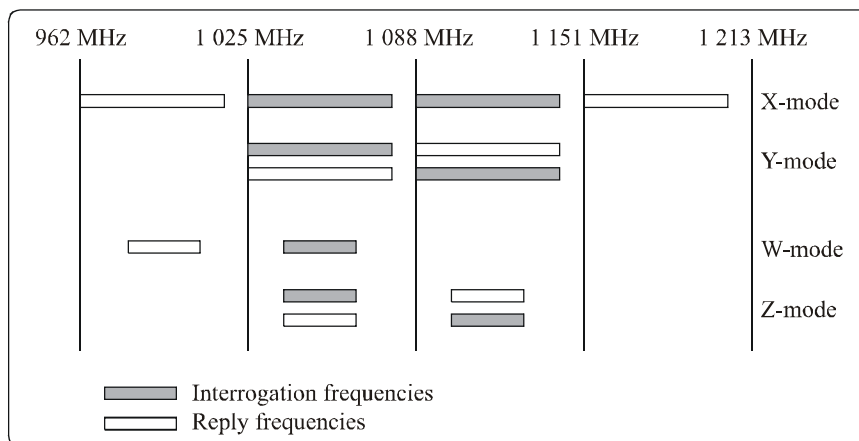 962 MHz 1 025 MHz 1 088 MHz 1 151 MHz 1 213 MHz
X-mode
Y-mode
W-mode
Z-mode
Interrogation frequencies
Reply frequencies